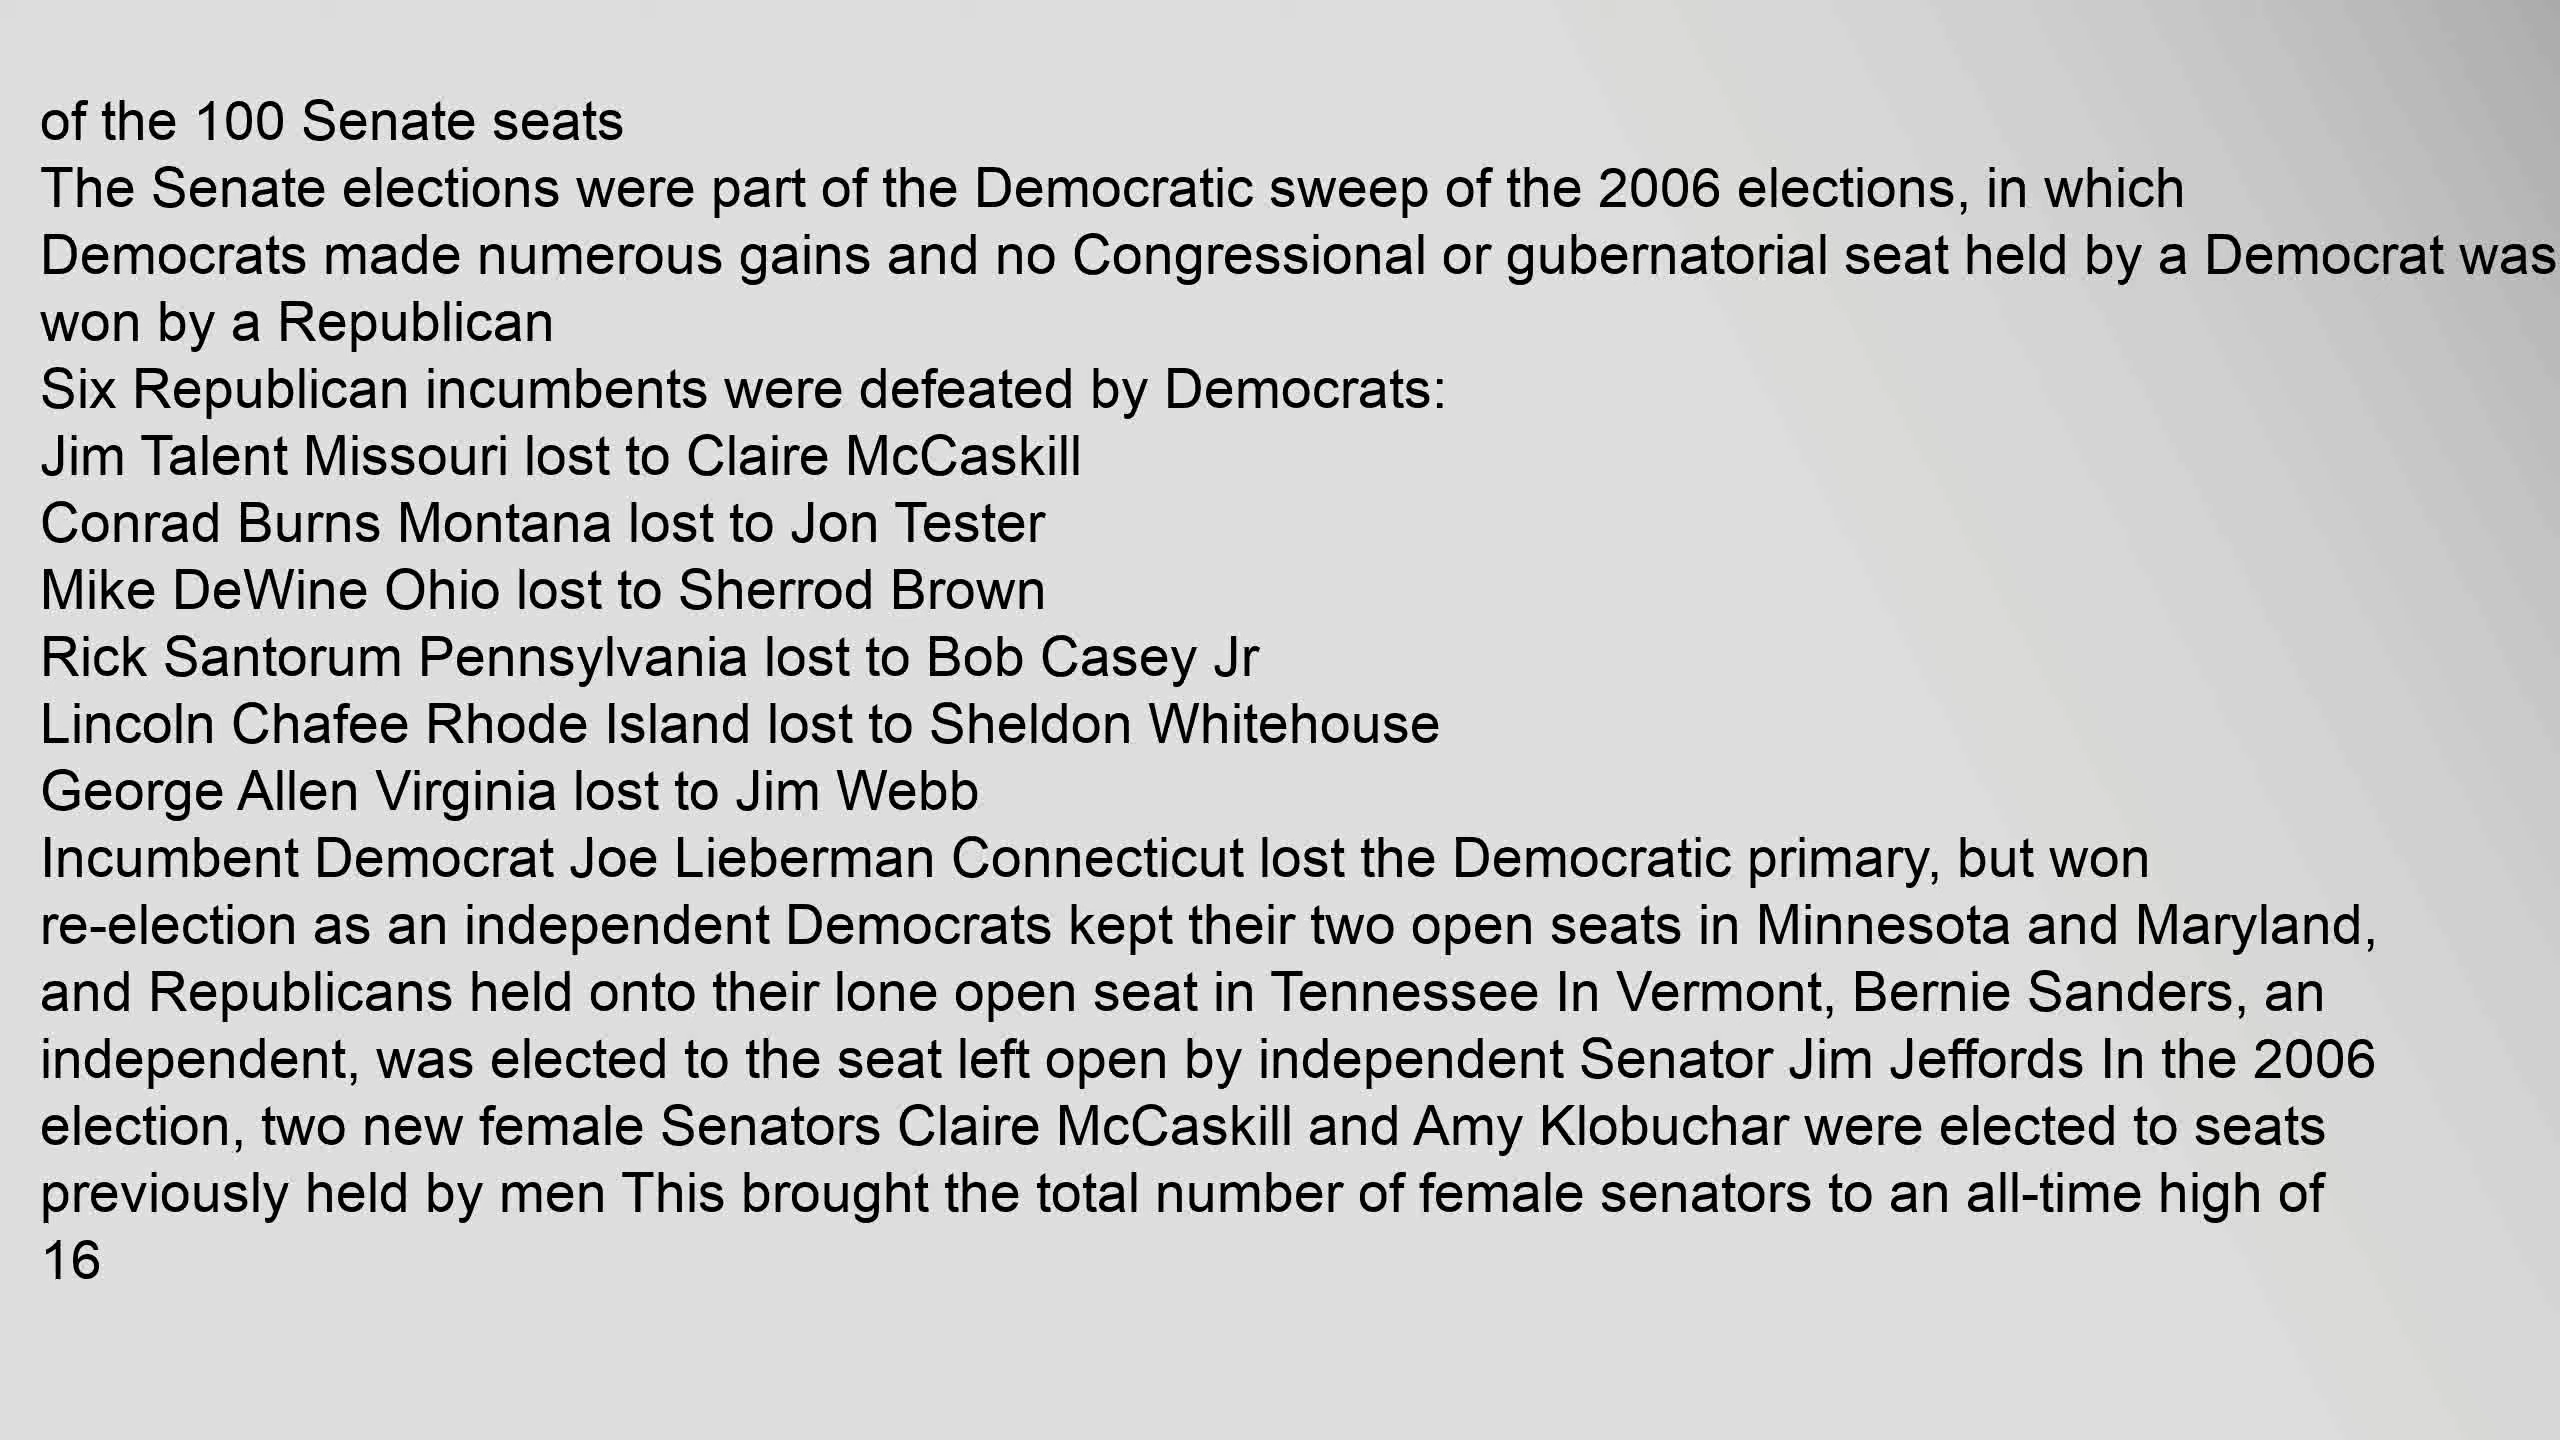 of the 100 Senate seats
The Senate elections were part of the Democratic sweep of the 2006 elections, in which
Democrats made numerous gains and no Congressional or gubernatorial seat held by a Democrat was
won by a Republican
Six Republican incumbents were defeated by Democrats:
Jim Talent Missouri lost to Claire McCaskill
Conrad Burns Montana lost to Jon Tester
Mike DeWine Ohio lost to Sherrod Brown
Rick Santorum Pennsylvania lost to Bob Casey Jr
Lincoln Chafee Rhode Island lost to Sheldon Whitehouse
George Allen Virginia lost to Jim Webb
Incumbent Democrat Joe Lieberman Connecticut lost the Democratic primary, but won
re-election as an independent Democrats kept their two open seats in Minnesota and Maryland,
and Republicans held onto their lone open seat in Tennessee In Vermont, Bernie Sanders, an
independent, was elected to the seat left open by independent Senator Jim Jeffords In the 2006
election, two new female Senators Claire McCaskill and Amy Klobuchar were elected to seats
previously held by men This brought the total number of female senators to an all-time high of
16